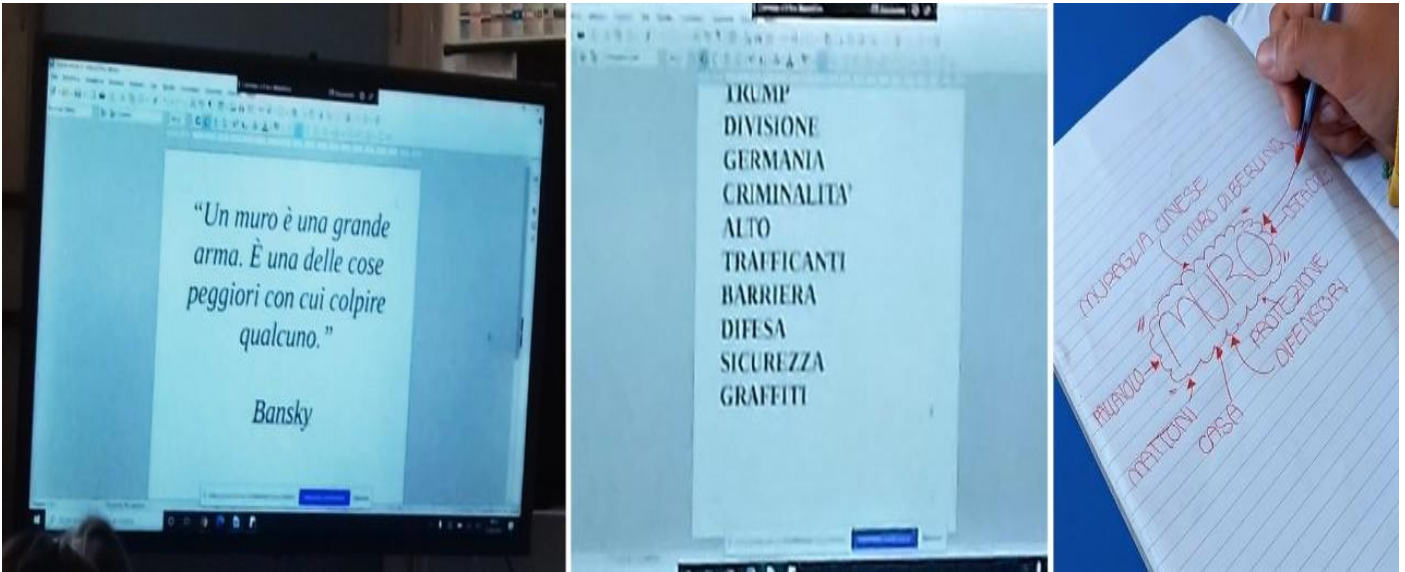 “Un muro è una grande
arma. È una delle cose
peggiori con cui colpire
qualcuno.”
Bansky
TRUMP
DIVISIONE
GERMANIA
CRIMINALITA'
ALTO
TRAFFICANTI
BARRIERA
DIFESA
SICUREZZA
GRAFFITI
MURAGLIA CINESE
MURO DI BERLINO
MURO
PROTEZIONE
DIFENSORI
PALLAVOLO
MATTONI
CASA